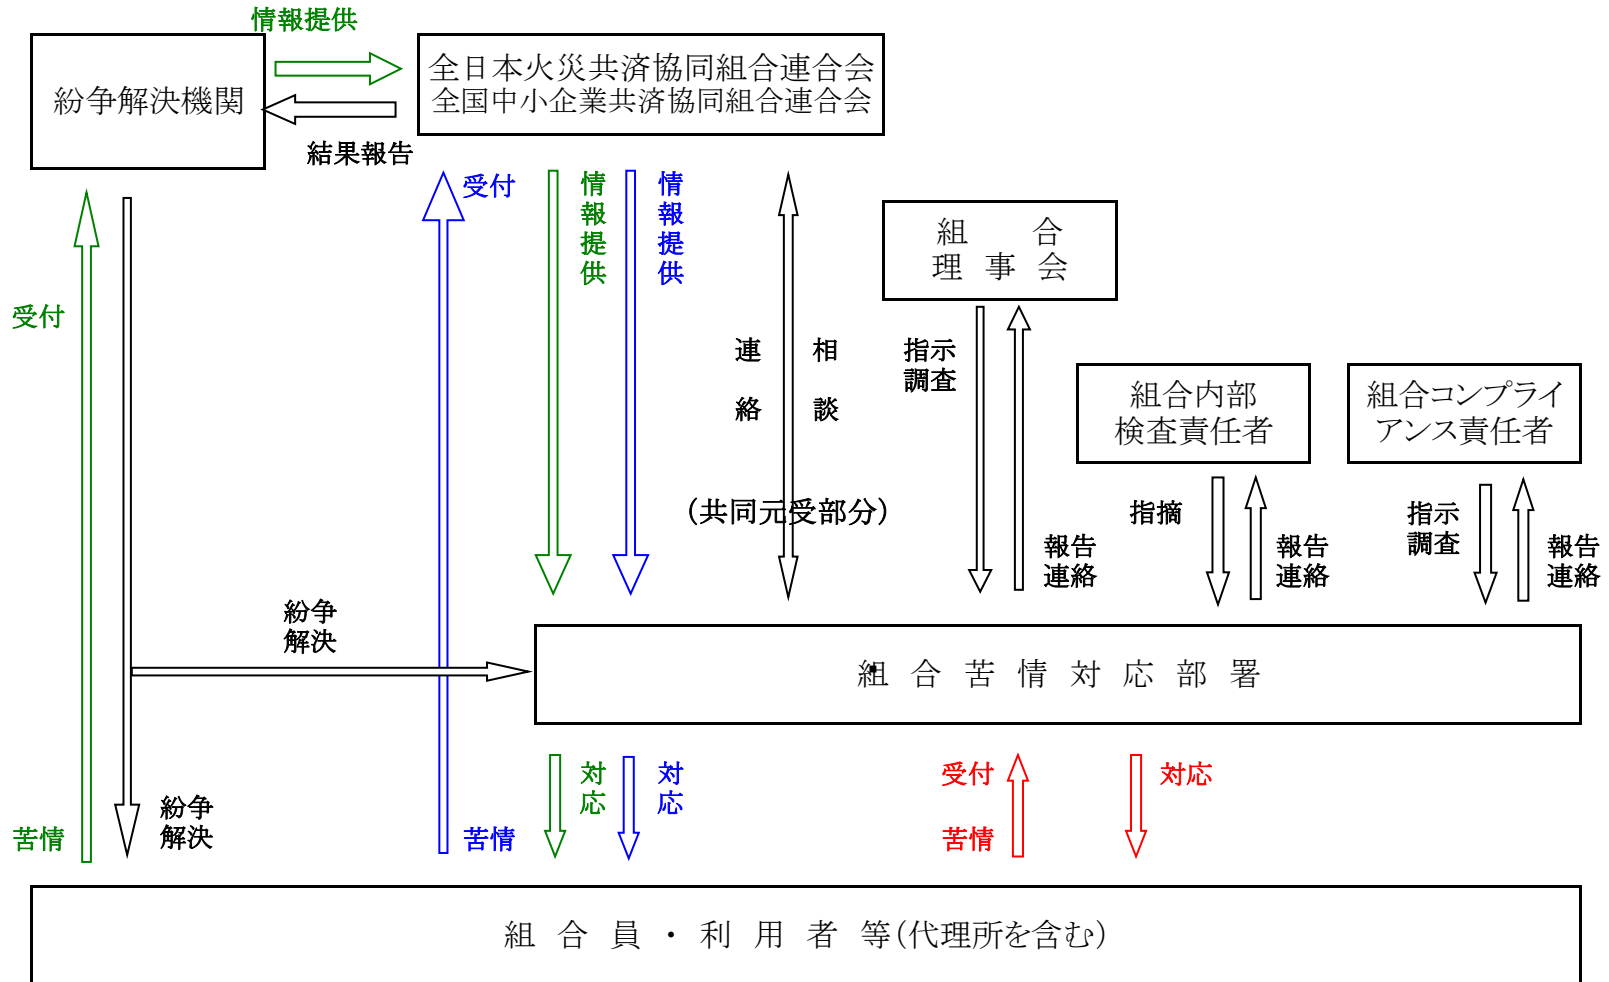 情報提供
全日本火災共済協同組合連合会
全国中小企業共済協同組合連合会
紛争解決機関
結果報告
受付
情報提供
情報提供
組 合
理 事 会
受付
連絡
相談
指示
調査
組合内部
検査責任者
組合コンプライ
アンス責任者
(共同元受部分)
指摘
指示
調査
報告
連絡
報告
連絡
報告
連絡
紛争
解決
組 合 苦 情 対 応 部 署
対応
対応
受付
対応
紛争
解決
苦情
苦情
苦情
組 合 員 ・ 利 用 者 等(代理所を含む)